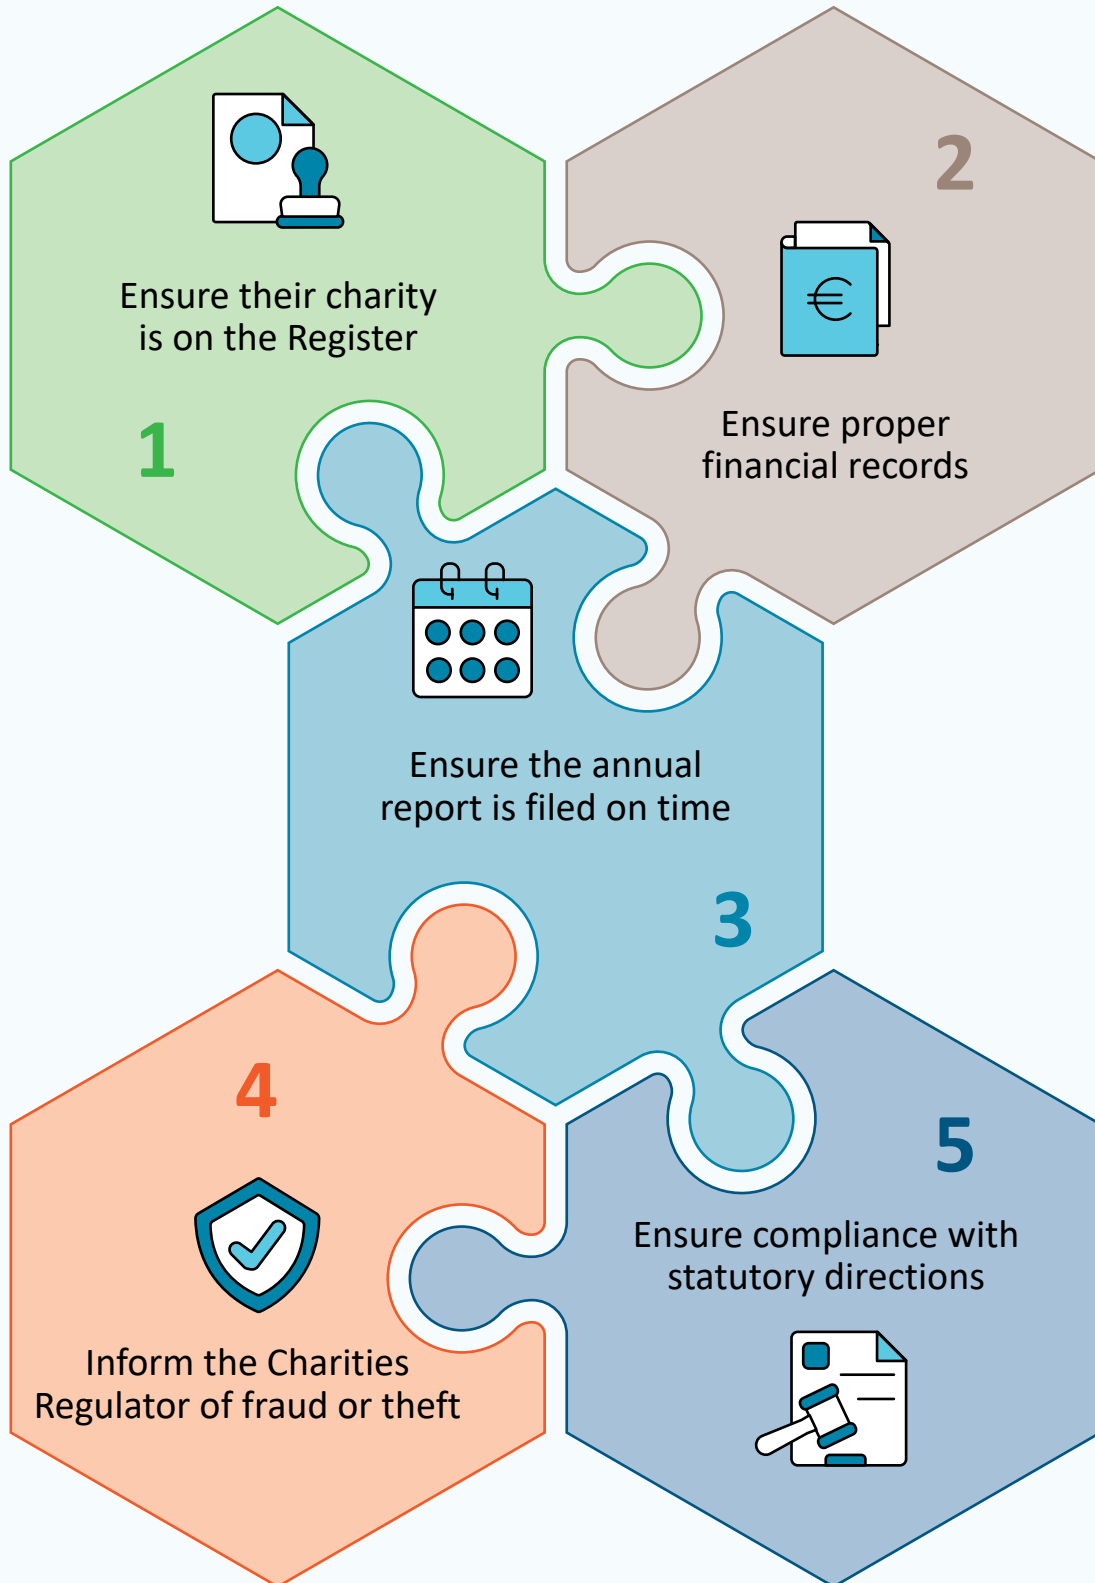 Ensure their charity
is on the Register
1
2
€
Ensure proper
financial records
Ensure the annual
report is filed on time
3
4
Inform the Charities
Regulator of fraud or theft
5
Ensure compliance with
statutory directions